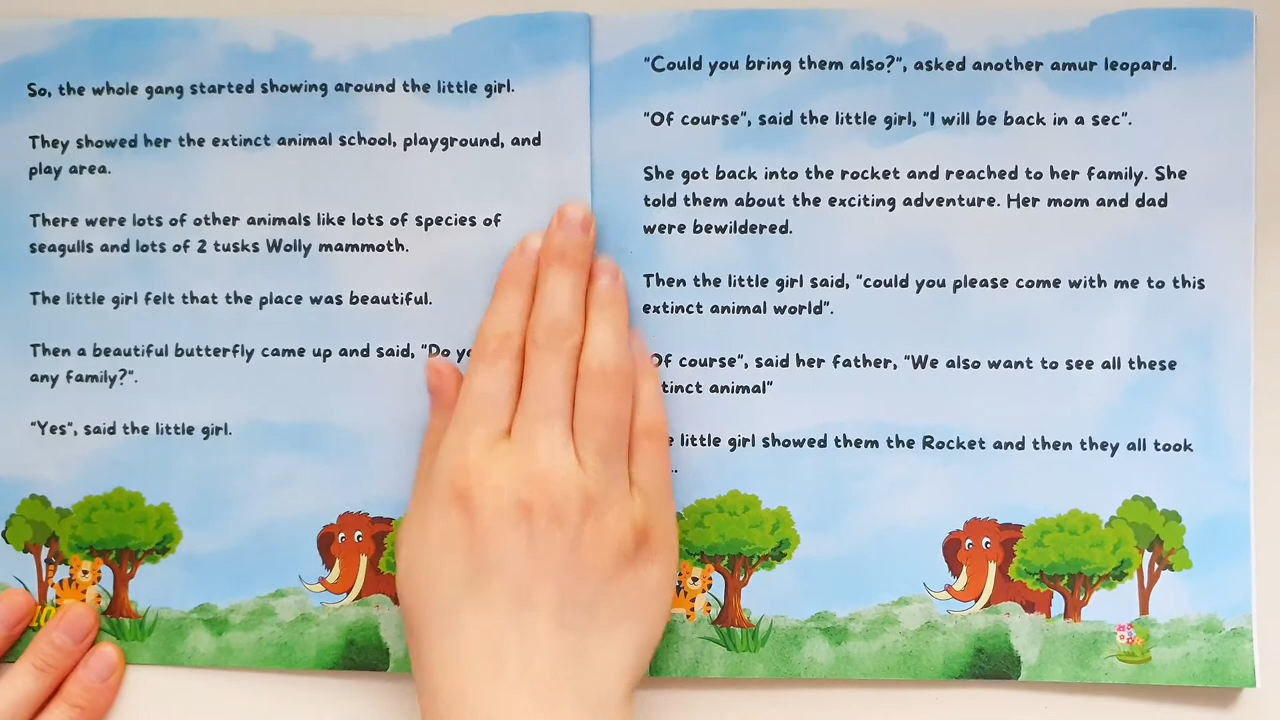 So, the whole gang started showing around the little girl.
They showed her the extinct animal school, playground, and
play area.
There were lots of other animals like lots of species of
seagulls and lots of 2 tusks Wolly mammoth.
The little girl felt that the place was beautiful.
Then a beautiful butterfly came up and said, "Do
any family?".
"Yes", said the little girl.
"Could you bring them also?", asked another amur leopard.
"Of course", said the little girl, "I will be back in a sec".
She got back into the rocket and reached to her family. She
told them about the exciting adventure. Her mom and dad
were bewildered.
Then the little girl said, "could you please come with me to this
extinct animal world".
Of course", said her father, "We also want to see all these
tinct animal"
little girl showed them the Rocket and then they all took
..
10